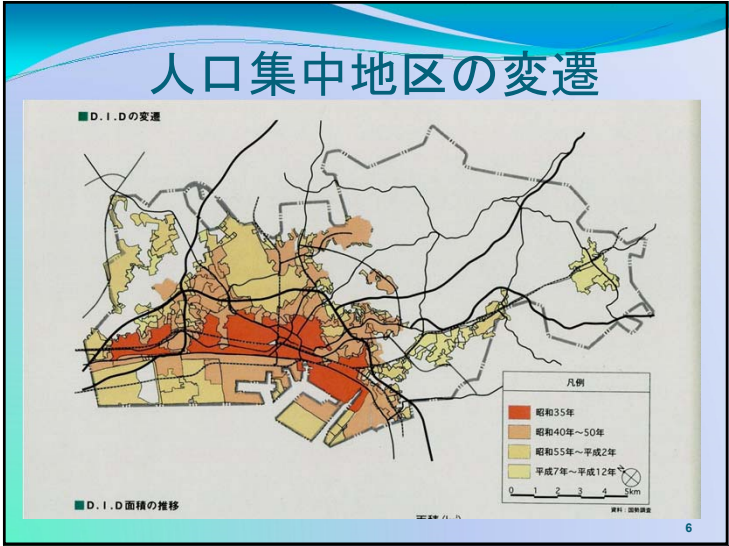 人口集中地区の変遷
■D.I.Dの変遷
凡例
昭和35年
昭和40年～50年
昭和55年～平成2年
平成7年～平成12年
0 1 2 3 4 5km
資料：国勢調査
■D.I.D面積の推移
6